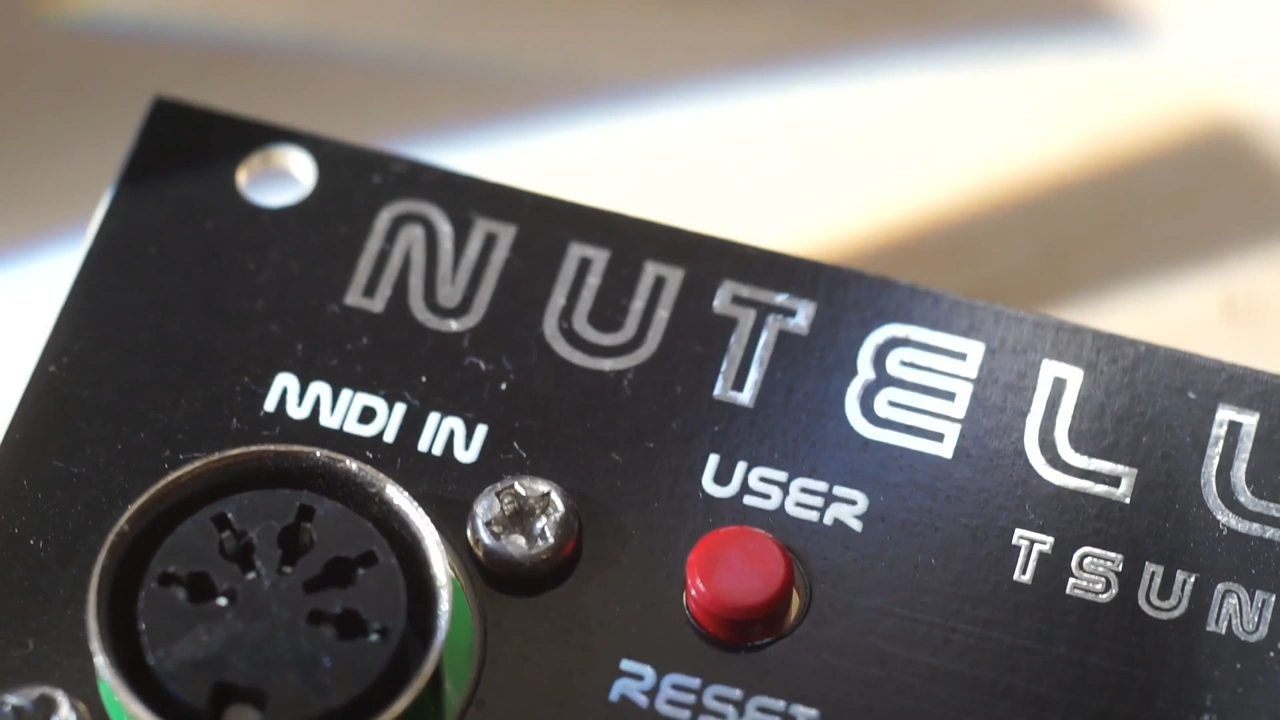 NUTELL
MIDI IN
USER
TSUN
RESET